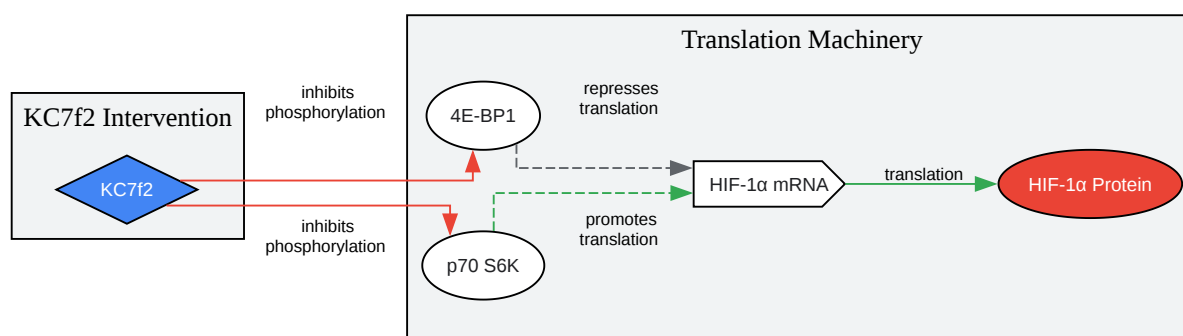 Translation Machinery
KC7f2 Intervention
KC7f2
inhibits
phosphorylation
inhibits
phosphorylation
4E-BP1
p70 S6K
represses
translation
promotes
translation
HIF-1α mRNA
translation
HIF-1α Protein